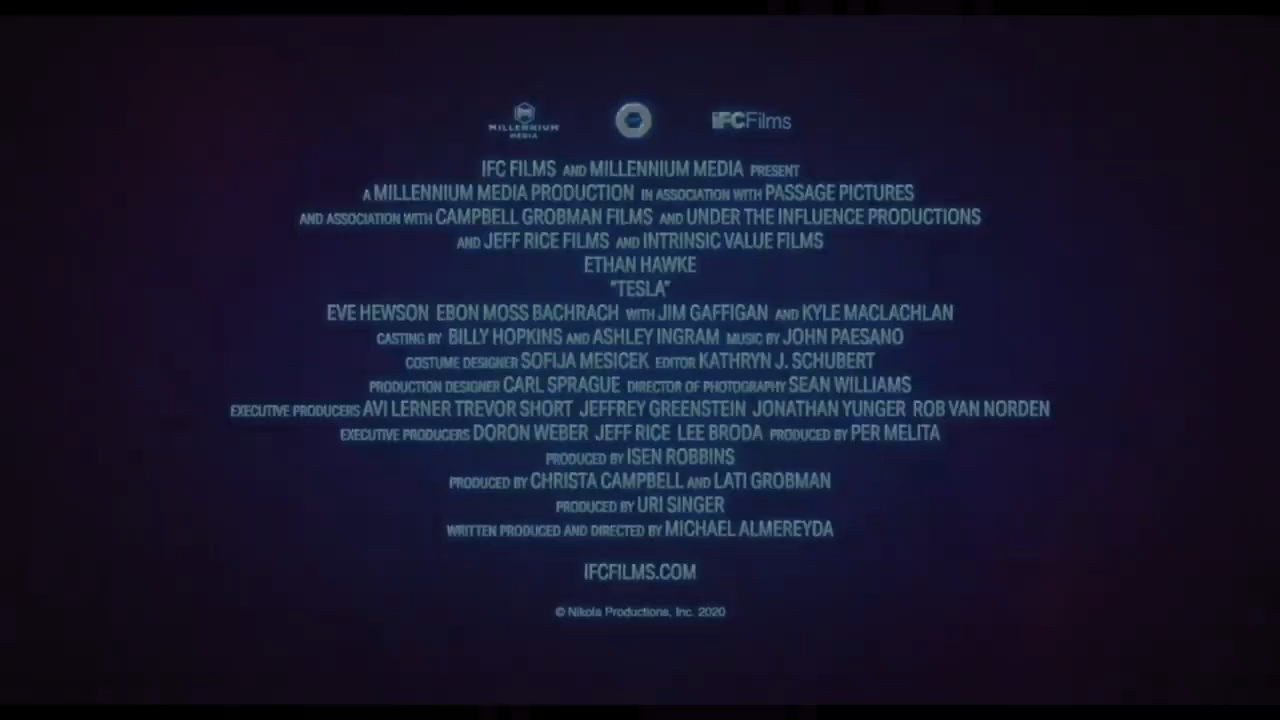 MILLENNIUM MEDIA IFC Films
IFC FILMS AND MILLENNIUM MEDIA PRESENT
A MILLENNIUM MEDIA PRODUCTION IN ASSOCIATION WITH PASSAGE PICTURES
AND ASSOCIATION WITH CAMPBELL GROBMAN FILMS AND UNDER THE INFLUENCE PRODUCTIONS
AND JEFF RICE FILMS AND INTRINSIC VALUE FILMS
ETHAN HAWKE
"TESLA"
EVE HEWSON EBON MOSS BACHRACH WITH JIM GAFFIGAN AND KYLE MACLACHLAN
CASTING BY BILLY HOPKINS AND ASHLEY INGRAM MUSIC BY JOHN PAESANO
COSTUME DESIGNER SOFIJA MESICEK EDITOR KATHRYN J. SCHUBERT
PRODUCTION DESIGNER CARL SPRAGUE DIRECTOR OF PHOTOGRAPHY SEAN WILLIAMS
EXECUTIVE PRODUCERS AVI LERNER TREVOR SHORT JEFFREY GREENSTEIN JONATHAN YUNGER ROB VAN NORDEN
EXECUTIVE PRODUCERS DORON WEBER JEFF RICE LEE BRODA PRODUCED BY PER MELITA
PRODUCED BY ISEN ROBBINS
PRODUCED BY CHRISTA CAMPBELL AND LATI GROBMAN
PRODUCED BY URI SINGER
WRITTEN PRODUCED AND DIRECTED BY MICHAEL ALMEREYDA
IFCFILMS.COM
© Nikola Productions, Inc. 2020